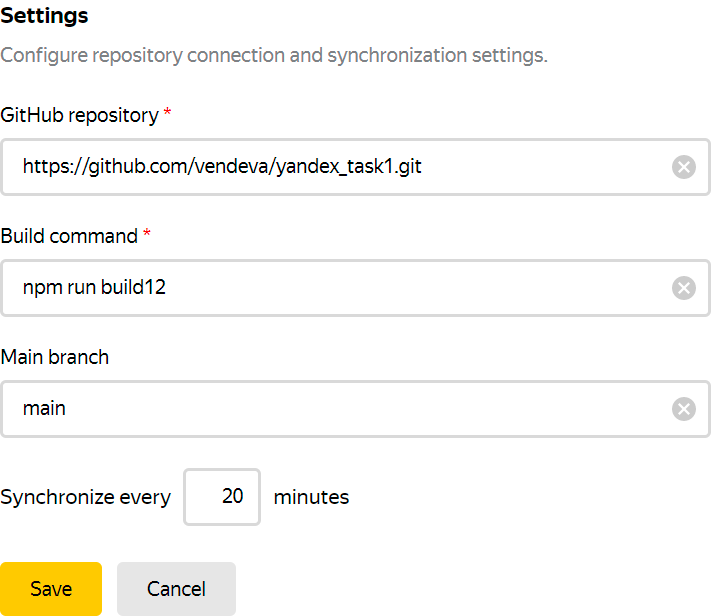 Settings
Configure repository connection and synchronization settings.
GitHub repository *
https://github.com/vendeva/yandex_task1.git
Build command *
npm run build12
Main branch
main
Synchronize every 20 minutes
Save Cancel